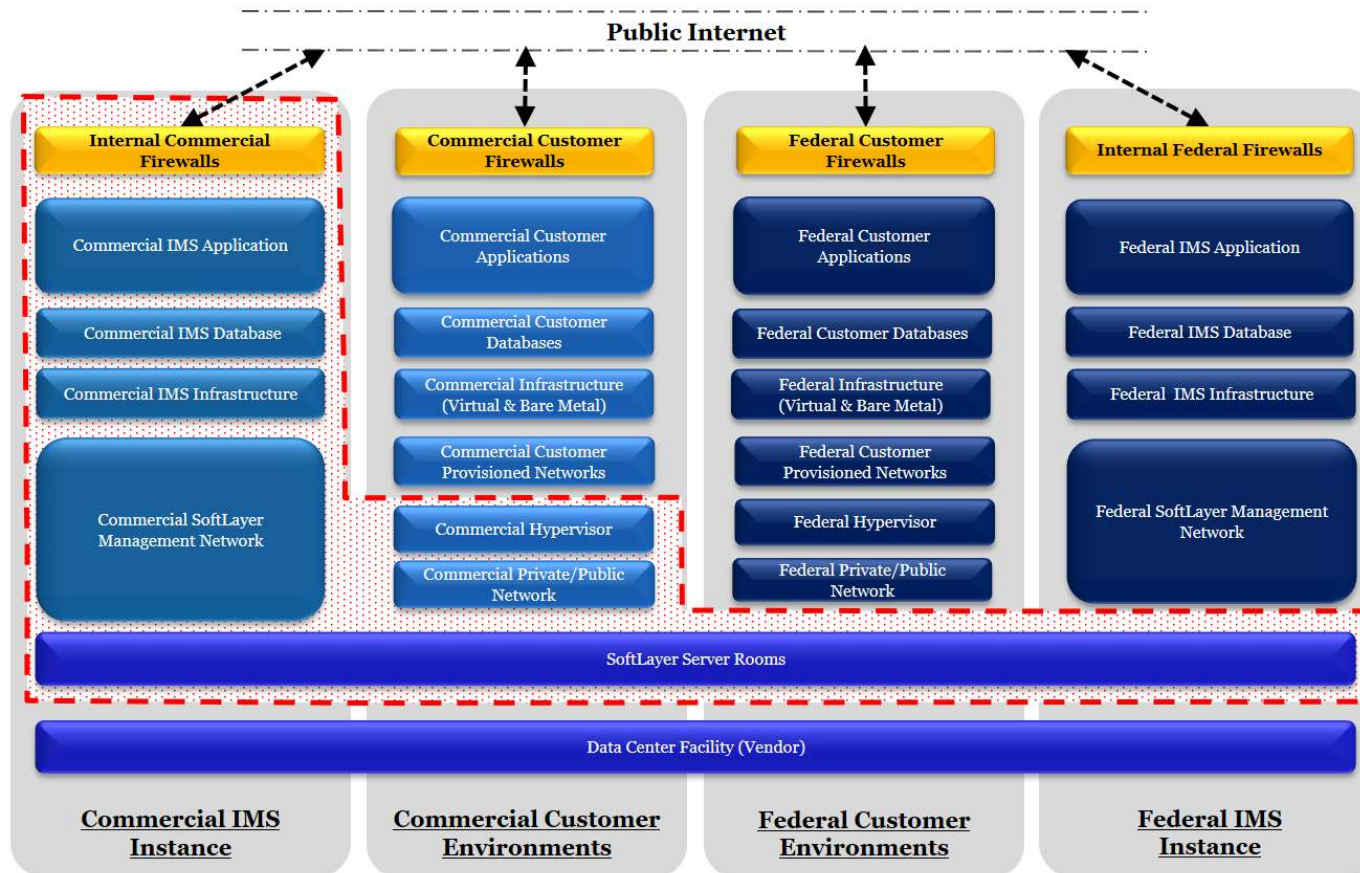 Public Internet
Internal Commercial
Firewalls
Commercial IMS Application
Commercial IMS Database
Commercial IMS Infrastructure
Commercial SoftLayer
Management Network
Commercial Customer
Firewalls
Commercial Customer
Applications
Commercial Customer
Databases
Commercial Infrastructure
(Virtual & Bare Metal)
Commercial Customer
Provisioned Networks
Commercial Hypervisor
Commercial Private/Public
Network
Federal Customer
Firewalls
Federal Customer
Applications
Federal Customer Databases
Federal Infrastructure
(Virtual & Bare Metal)
Federal Customer
Provisioned Networks
Federal Hypervisor
Federal Private/Public
Network
Internal Federal Firewalls
Federal IMS Application
Federal IMS Database
Federal IMS Infrastructure
Federal SoftLayer Management
Network
SoftLayer Server Rooms
Data Center Facility (Vendor)
Commercial IMS
Instance
Commercial Customer
Environments
Federal Customer
Environments
Federal IMS
Instance